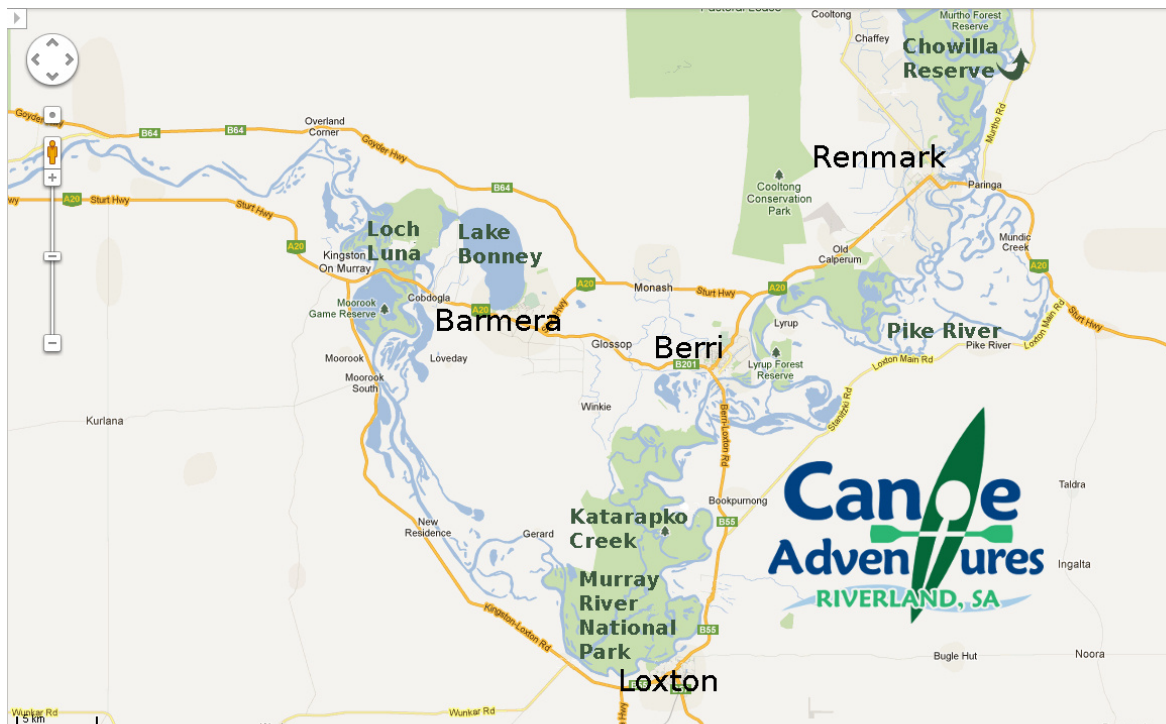 Cooltong
Chaffey
Murtho Forest
Reserve
Chowilla
Reserve
Murtho Rd
Goyder Hwy
B64
B64
Overland
Corner
Goyder Hwy
Renmark
Paringa
A20
Sturt Hwy
Sturt Hwy
B64
Cooltong
Conservation
Park
Loch
Luna
Lake
Bonney
A20
Kingston
On Murray
Old
Calperum
Mundic
Creek
A20
Cobdogla
A20
A20
Monash
Sturt Hwy
A20
Moorook
Game Reserve
Barmera
Glossop
Berri
Lyrup
Pike River
Loxton Main Rd
Sturt Hwy
Moorook
Loveday
B201
Lyrup Forest
Reserve
Pike River
Loxton Main Rd
Moorook
South
Winkie
Stanitzki Rd
Kurlana
Berri-Loxton Rd
Katarapko
Creek
Bookpurnong
Canoe
Adventures
RIVERLAND, SA
Taldra
New
Residence
Gerard
B55
Ingalta
Murray
River
National
Park
Kingston-Loxton Rd
B55
Bugle Hut
Noora
Loxton
Wunkar Rd
Wunkar Rd
5 km